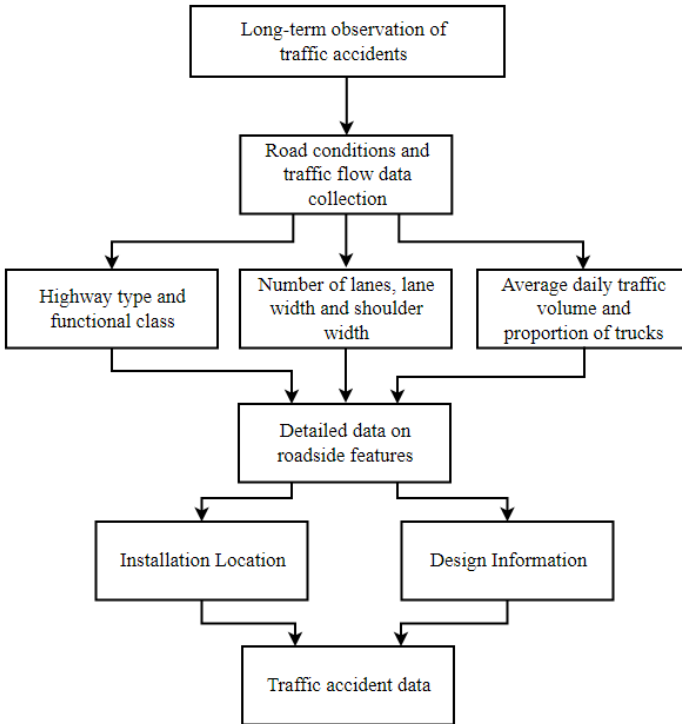 Long-term observation of
traffic accidents
Road conditions and
traffic flow data
collection
Highway type and
functional class
Number of lanes, lane
width and shoulder
width
Average daily traffic
volume and
proportion of trucks
Detailed data on
roadside features
Installation Location
Design Information
Traffic accident data